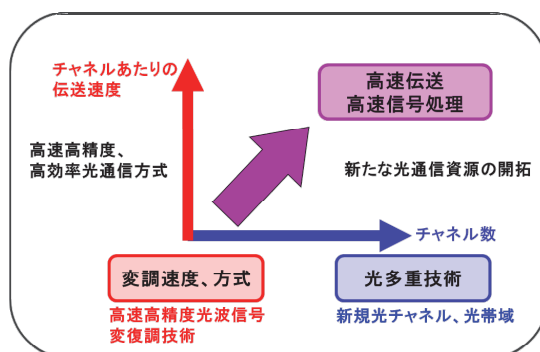 チャネルあたりの
伝送速度
高速伝送
高速信号処理
高速高精度、
高効率光通信方式
新たな光通信資源の開拓
チャネル数
変調速度、方式
光多重技術
高速高精度光波信号
変復調技術
新規光チャネル、光帯域